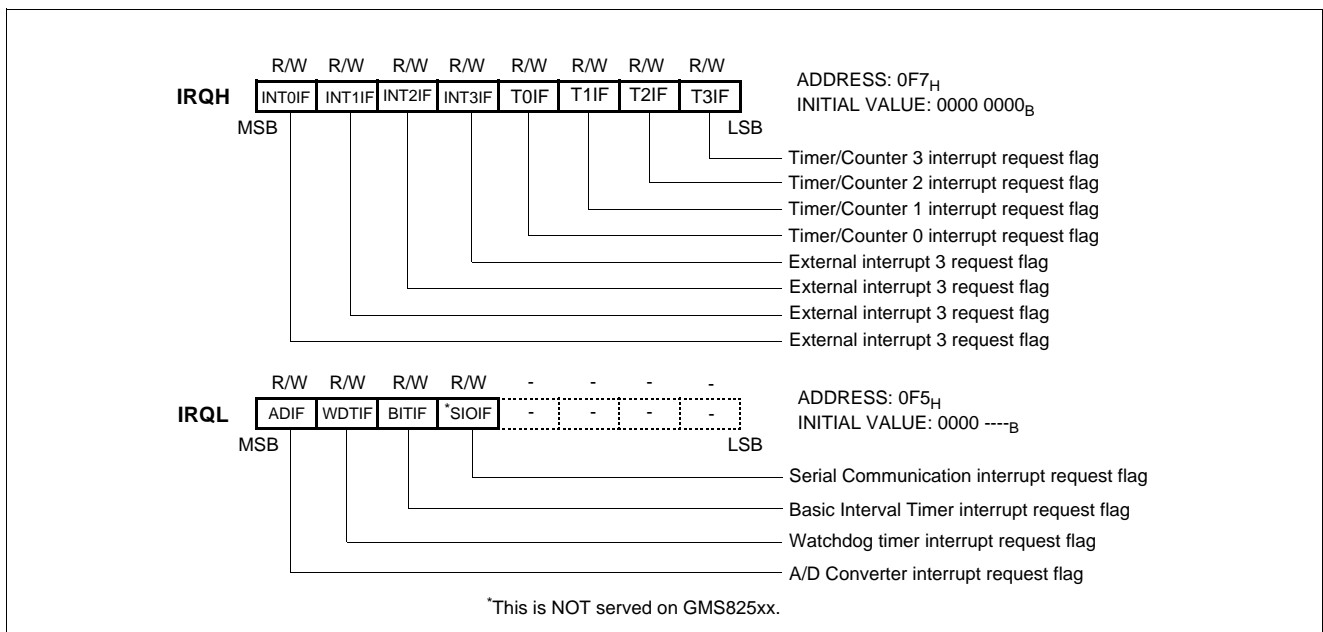 R/W R/W R/W R/W R/W R/W R/W R/W
IRQH INT0IF INT1IF INT2IF INT3IF T0IF T1IF T2IF T3IF
MSB LSB
ADDRESS: 0F7H
INITIAL VALUE: 0000 0000B
Timer/Counter 3 interrupt request flag
Timer/Counter 2 interrupt request flag
Timer/Counter 1 interrupt request flag
Timer/Counter 0 interrupt request flag
External interrupt 3 request flag
External interrupt 3 request flag
External interrupt 3 request flag
External interrupt 3 request flag
R/W R/W R/W R/W - - - -
IRQL ADIF WDTIF BITIF *SIOIF - - - -
MSB LSB
ADDRESS: 0F5H
INITIAL VALUE: 0000 ----B
Serial Communication interrupt request flag
Basic Interval Timer interrupt request flag
Watchdog timer interrupt request flag
A/D Converter interrupt request flag
*This is NOT served on GMS825xx.